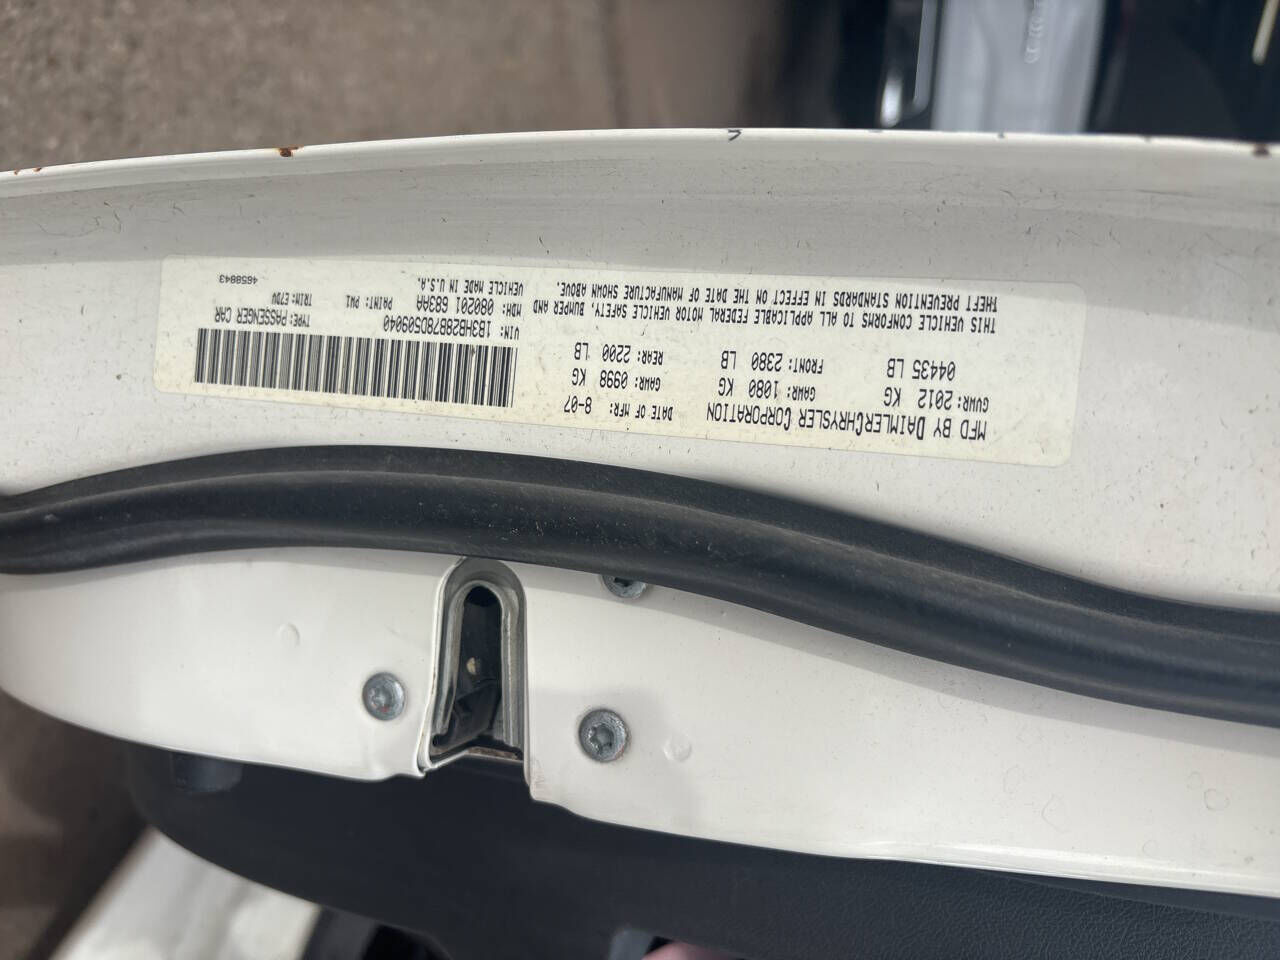 MFD BY DAIMLERCHRYSLER CORPORATION
DATE OF MFR: 8-07
GVWR: 2012 KG
04435 LB
GAWR: 1080 KG
FRONT: 2380 LB
GAWR: 0998 KG
REAR: 2200 LB
THIS VEHICLE CONFORMS TO ALL APPLICABLE FEDERAL MOTOR VEHICLE SAFETY, BUMPER AND
THEFT PREVENTION STANDARDS IN EFFECT ON THE DATE OF MANUFACTURE SHOWN ABOVE.
VIN: 1B3HB28B78D509040
TYPE: PASSENGER CAR
MDH: 080201 683AA
PAINT: PW1
TRIM: E7DV
VEHICLE MADE IN U.S.A.
4658843